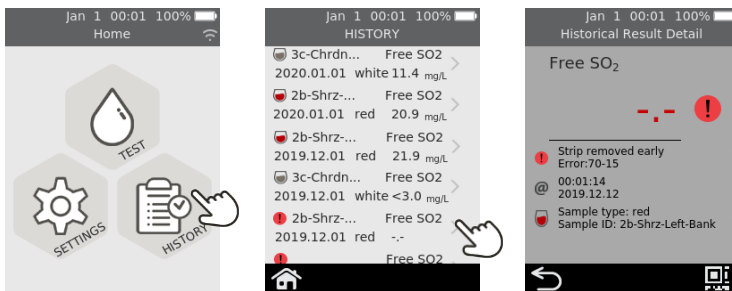 Jan 1 00:01 100%
Home
TEST
SETTINGS
HISTORY
Jan 1 00:01 100%
HISTORY
3c-Chrdn... Free SO2
2020.01.01 white 11.4 mg/L
2b-Shrz-... Free SO2
2020.01.01 red 20.9 mg/L
2b-Shrz-... Free SO2
2019.12.01 red 21.9 mg/L
3c-Chrdn... Free SO2
2019.12.01 white <3.0 mg/L
2b-Shrz-... Free SO2
2019.12.01 red -.-
Free SO2
Jan 1 00:01 100%
Historical Result Detail
Free SO₂
-.- !
Strip removed early
Error:70-15
@ 00:01:14
2019.12.12
Sample type: red
Sample ID: 2b-Shrz-Left-Bank